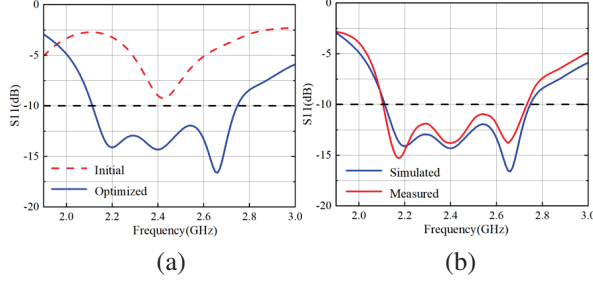 0
-5
-10
-15
-20
S11(dB)
Initial
Optimized
2.0 2.2 2.4 2.6 2.8 3.0
Frequency(GHz)
(a)
0
-5
-10
-15
-20
S11(dB)
Simulated
Measured
2.0 2.2 2.4 2.6 2.8 3.0
Frequency(GHz)
(b)